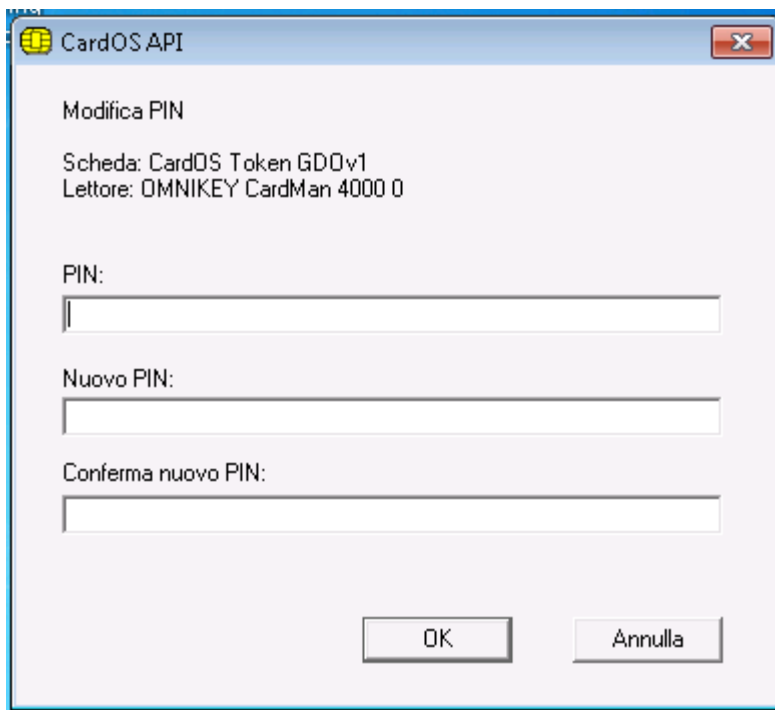 CardOS API
Modifica PIN
Scheda: CardOS Token GDOv1
Lettore: OMNIKEY CardMan 4000 0
PIN:
Nuovo PIN:
Conferma nuovo PIN:
OK
Annulla